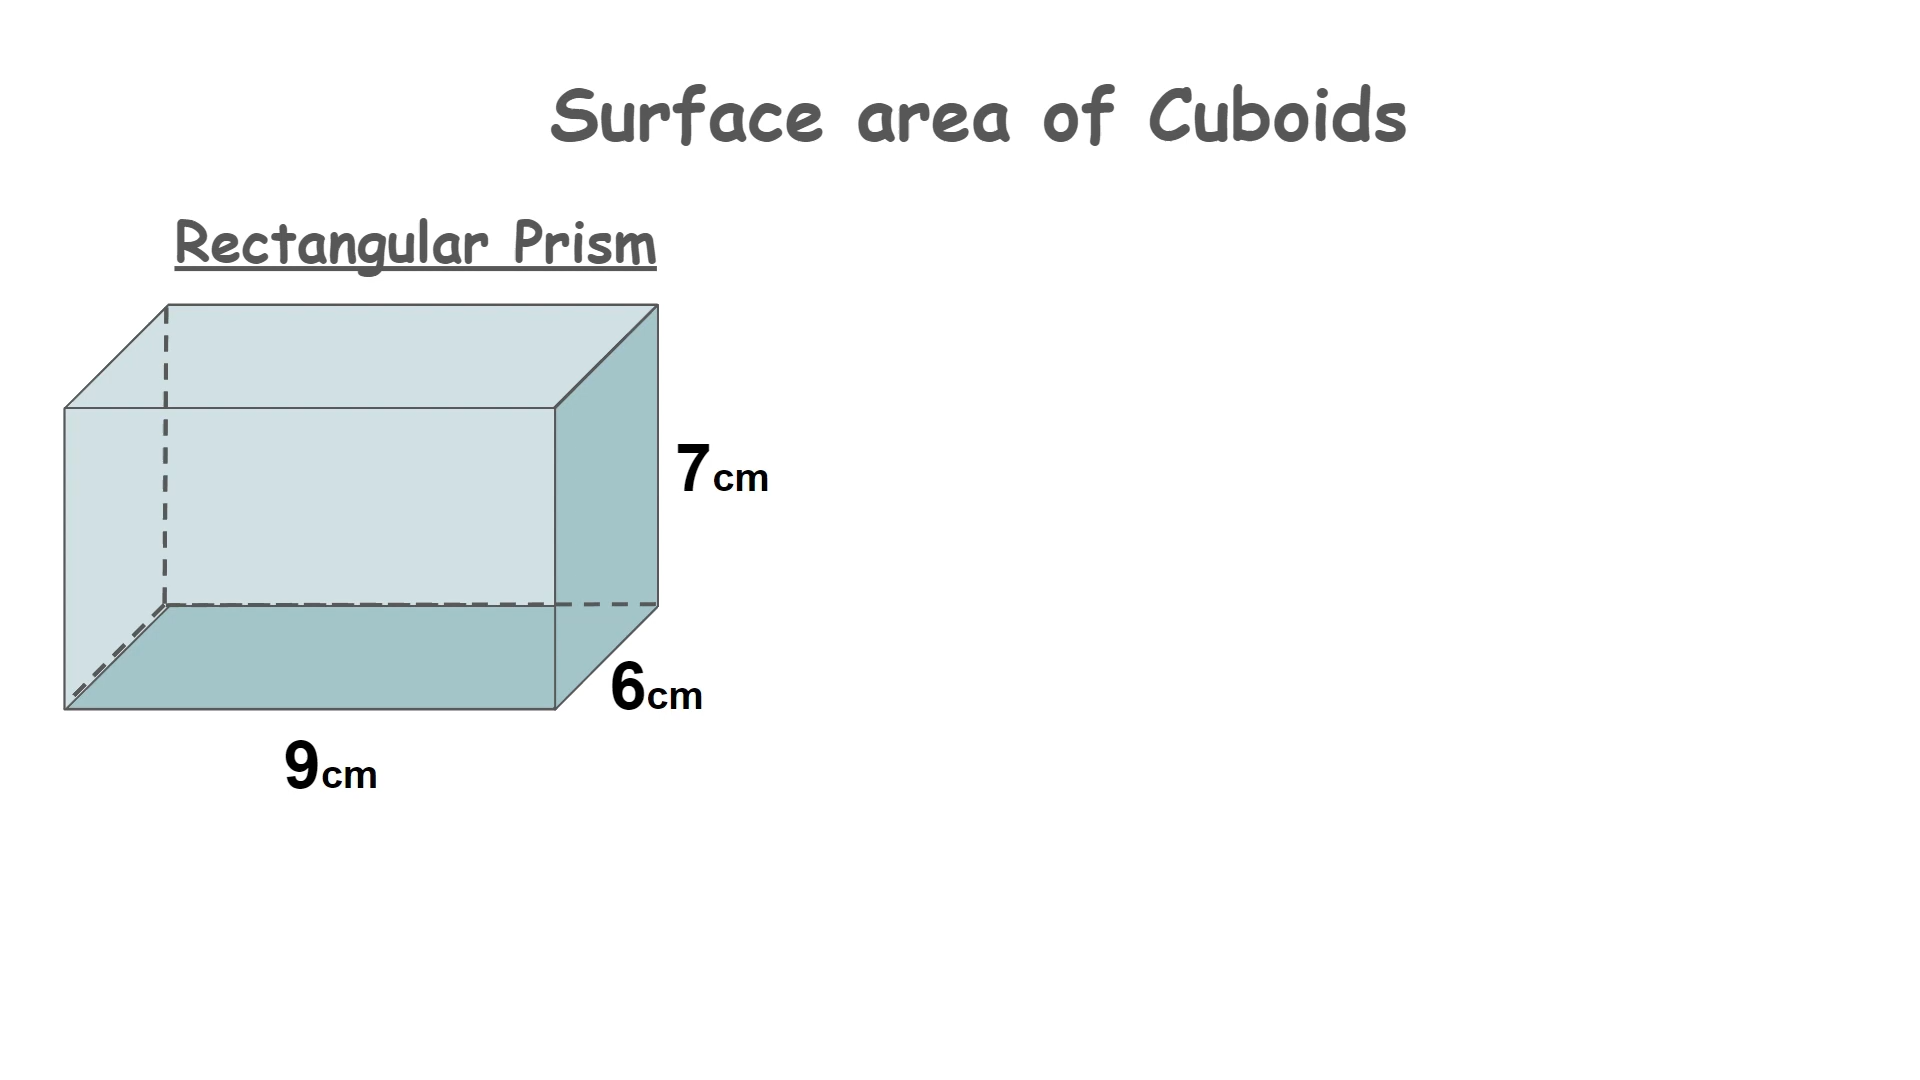 Surface area of Cuboids
Rectangular Prism
7cm
6cm
9cm